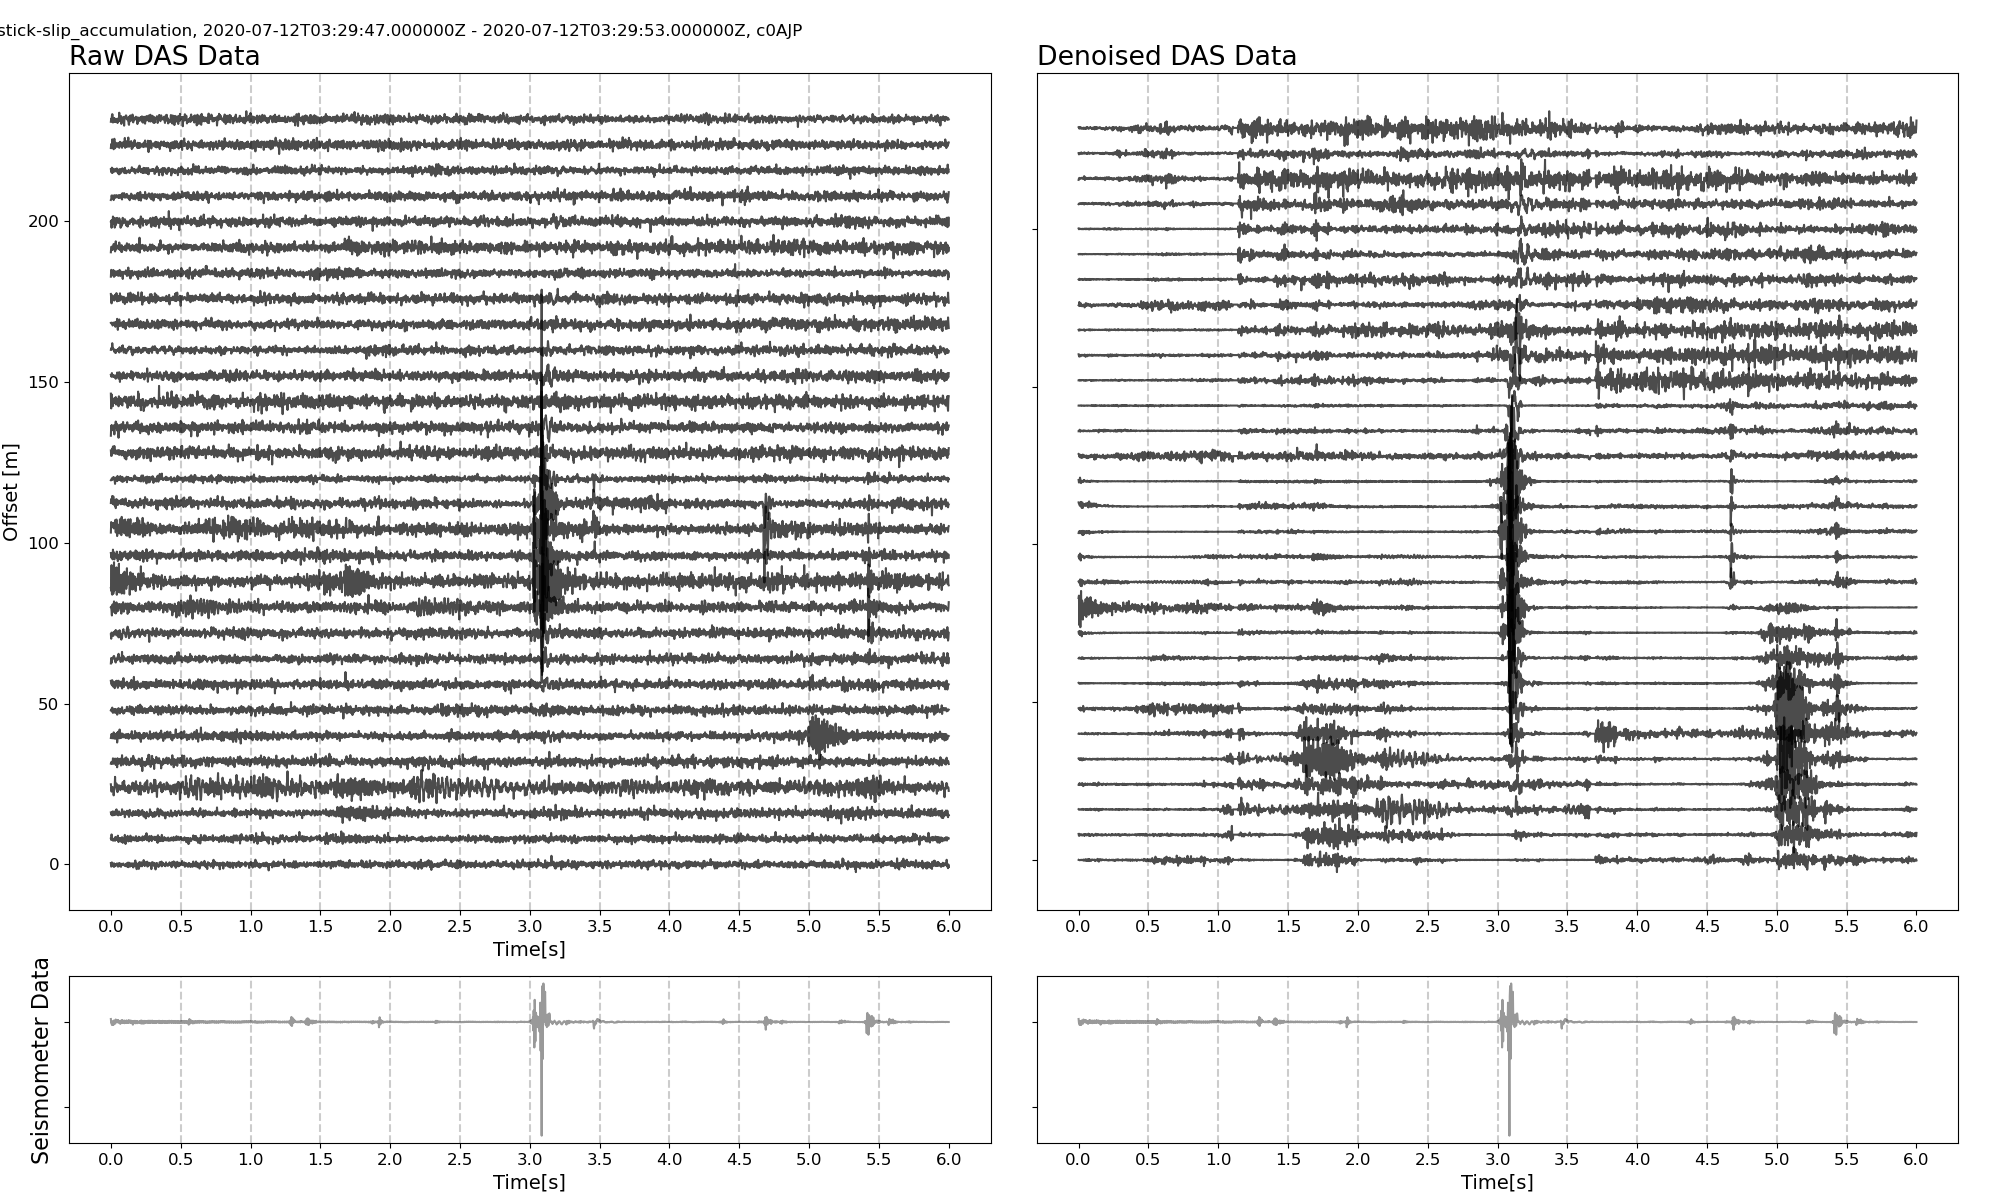 stick-slip_accumulation, 2020-07-12T03:29:47.000000Z - 2020-07-12T03:29:53.000000Z, c0AJP
Raw DAS Data
Denoised DAS Data
Offset [m]
200
150
100
50
0
0.0 0.5 1.0 1.5 2.0 2.5 3.0 3.5 4.0 4.5 5.0 5.5 6.0
Time[s]
0.0 0.5 1.0 1.5 2.0 2.5 3.0 3.5 4.0 4.5 5.0 5.5 6.0
Seismometer Data
0.0 0.5 1.0 1.5 2.0 2.5 3.0 3.5 4.0 4.5 5.0 5.5 6.0
Time[s]
0.0 0.5 1.0 1.5 2.0 2.5 3.0 3.5 4.0 4.5 5.0 5.5 6.0
Time[s]